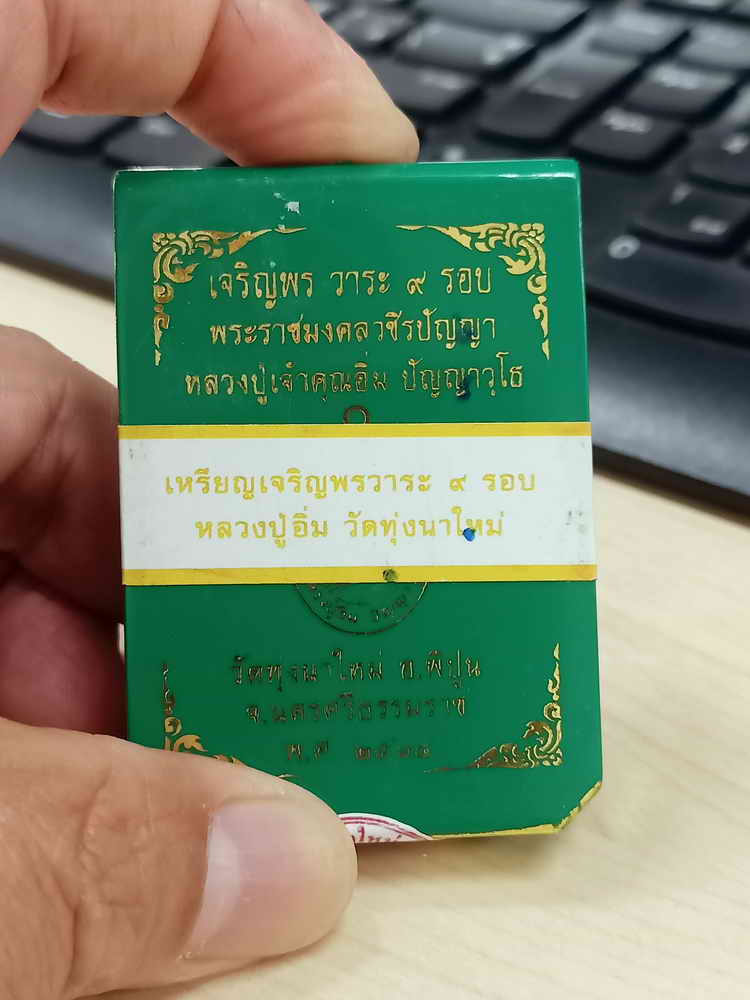 เจริญพร วาระ ๙ รอบ
พระราชมงคลวชิรปัญญา
หลวงปู่เจ้าคุณอิ่ม ปัญญาวุโธ
เหรียญเจริญพรวาระ ๙ รอบ
หลวงปู่อิ่ม วัดทุ่งนาใหม่
วัดทุ่งนาใหม่ อ.พิปูน
จ.นครศรีธรรมราช
พ.ศ